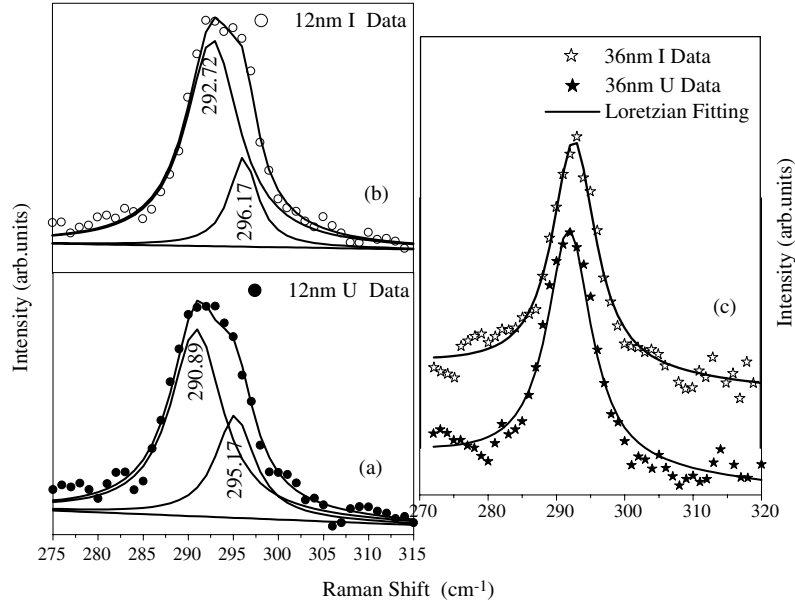 12nm I Data
292.72
296.17
(b)
Intensity (arb.units)
12nm U Data
290.89
295.17
(a)
275 280 285 290 295 300 305 310 315
36nm I Data
36nm U Data
Loretzian Fitting
(c)
Intensity (arb.units)
270 280 290 300 310 320
Raman Shift (cm-1)